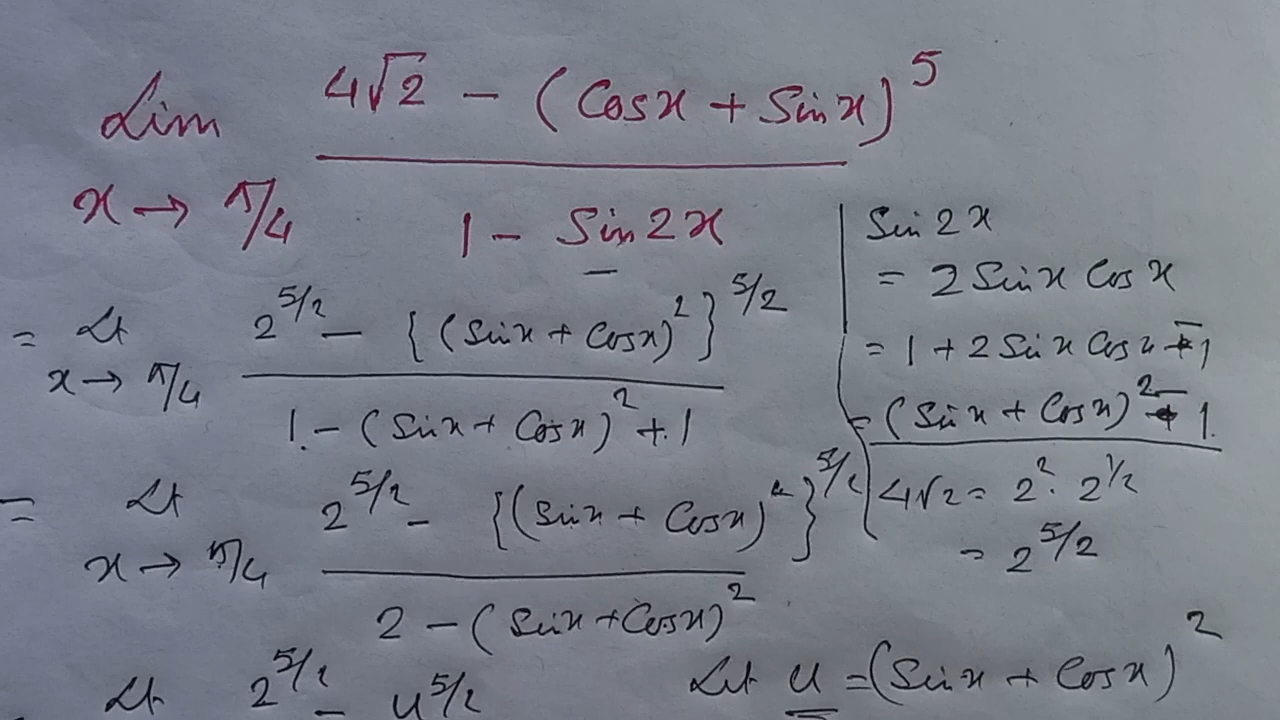 Lim 4√2 - (Cosx + Sinx)^5
x → π/4 1 - Sin2x
Sin2x
= 2 Sinx Cosx
= 1 + 2 Sinx Cosx - 1
= (Sinx + Cosx)^2 - 1.
4√2 = 2^2 · 2^1/2
= 2^5/2
= Lt 2^5/2 - {(Sinx + Cosx)^2}^5/2
x → π/4 1 - (Sinx + Cosx)^2 + 1
= Lt 2^5/2 - {(Sinx + Cosx)^2}^5/2
x → π/4 2 - (Sinx + Cosx)^2
Lt 2^5/2 - u^5/2
Let u = (Sinx + Cosx)^2